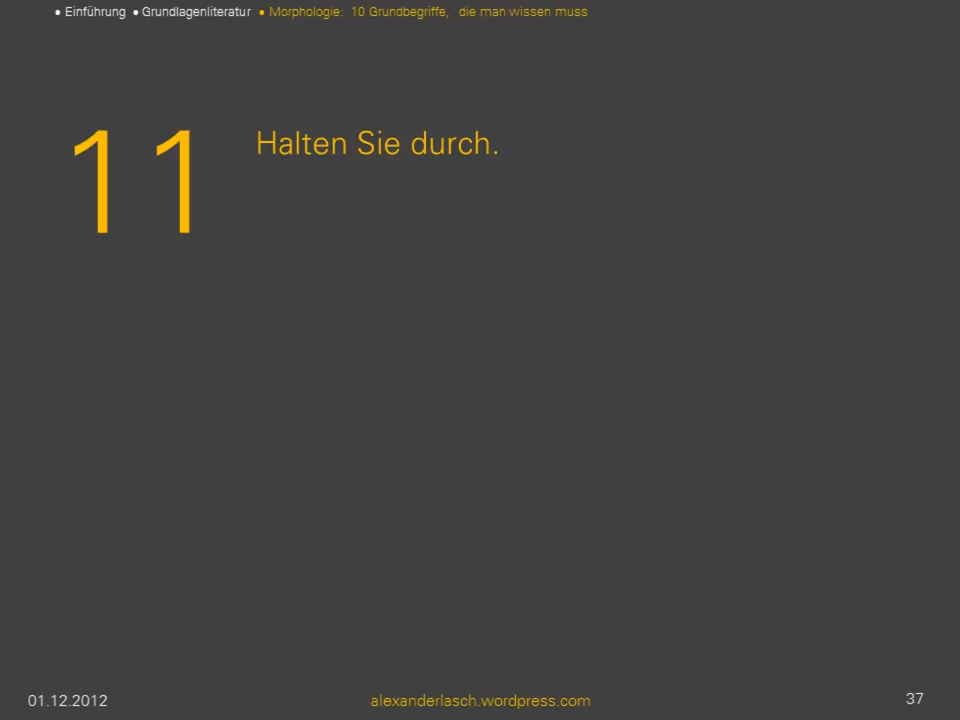 • Einführung • Grundlagenliteratur • Morphologie: 10 Grundbegriffe, die man wissen muss
11 Halten Sie durch.
01.12.2012 alexanderlasch.wordpress.com 37